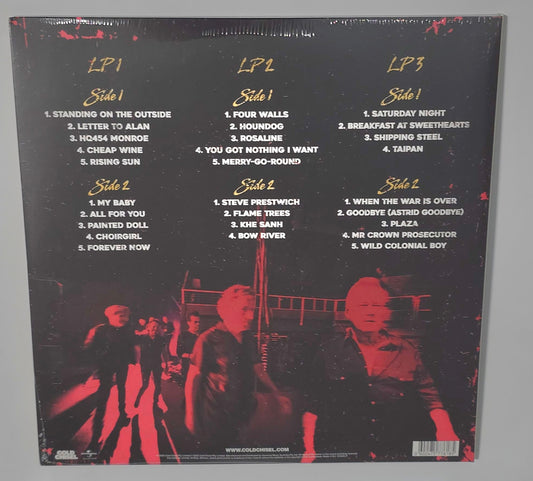 LP 1
Side 1
1. STANDING ON THE OUTSIDE
2. LETTER TO ALAN
3. HQ454 MONROE
4. CHEAP WINE
5. RISING SUN
Side 2
1. MY BABY
2. ALL FOR YOU
3. PAINTED DOLL
4. CHOIRGIRL
5. FOREVER NOW
LP 2
Side 1
1. FOUR WALLS
2. HOUNDOG
3. ROSALINE
4. YOU GOT NOTHING I WANT
5. MERRY-GO-ROUND
Side 2
1. STEVE PRESTWICH
2. FLAME TREES
3. KHE SANH
4. BOW RIVER
LP 3
Side 1
1. SATURDAY NIGHT
2. BREAKFAST AT SWEETHEARTS
3. SHIPPING STEEL
4. TAIPAN
Side 2
1. WHEN THE WAR IS OVER
2. GOODBYE (ASTRID GOODBYE)
3. PLAZA
4. MR CROWN PROSECUTOR
5. WILD COLONIAL BOY
COLD
CHISEL
WWW.COLDCHISEL.COM